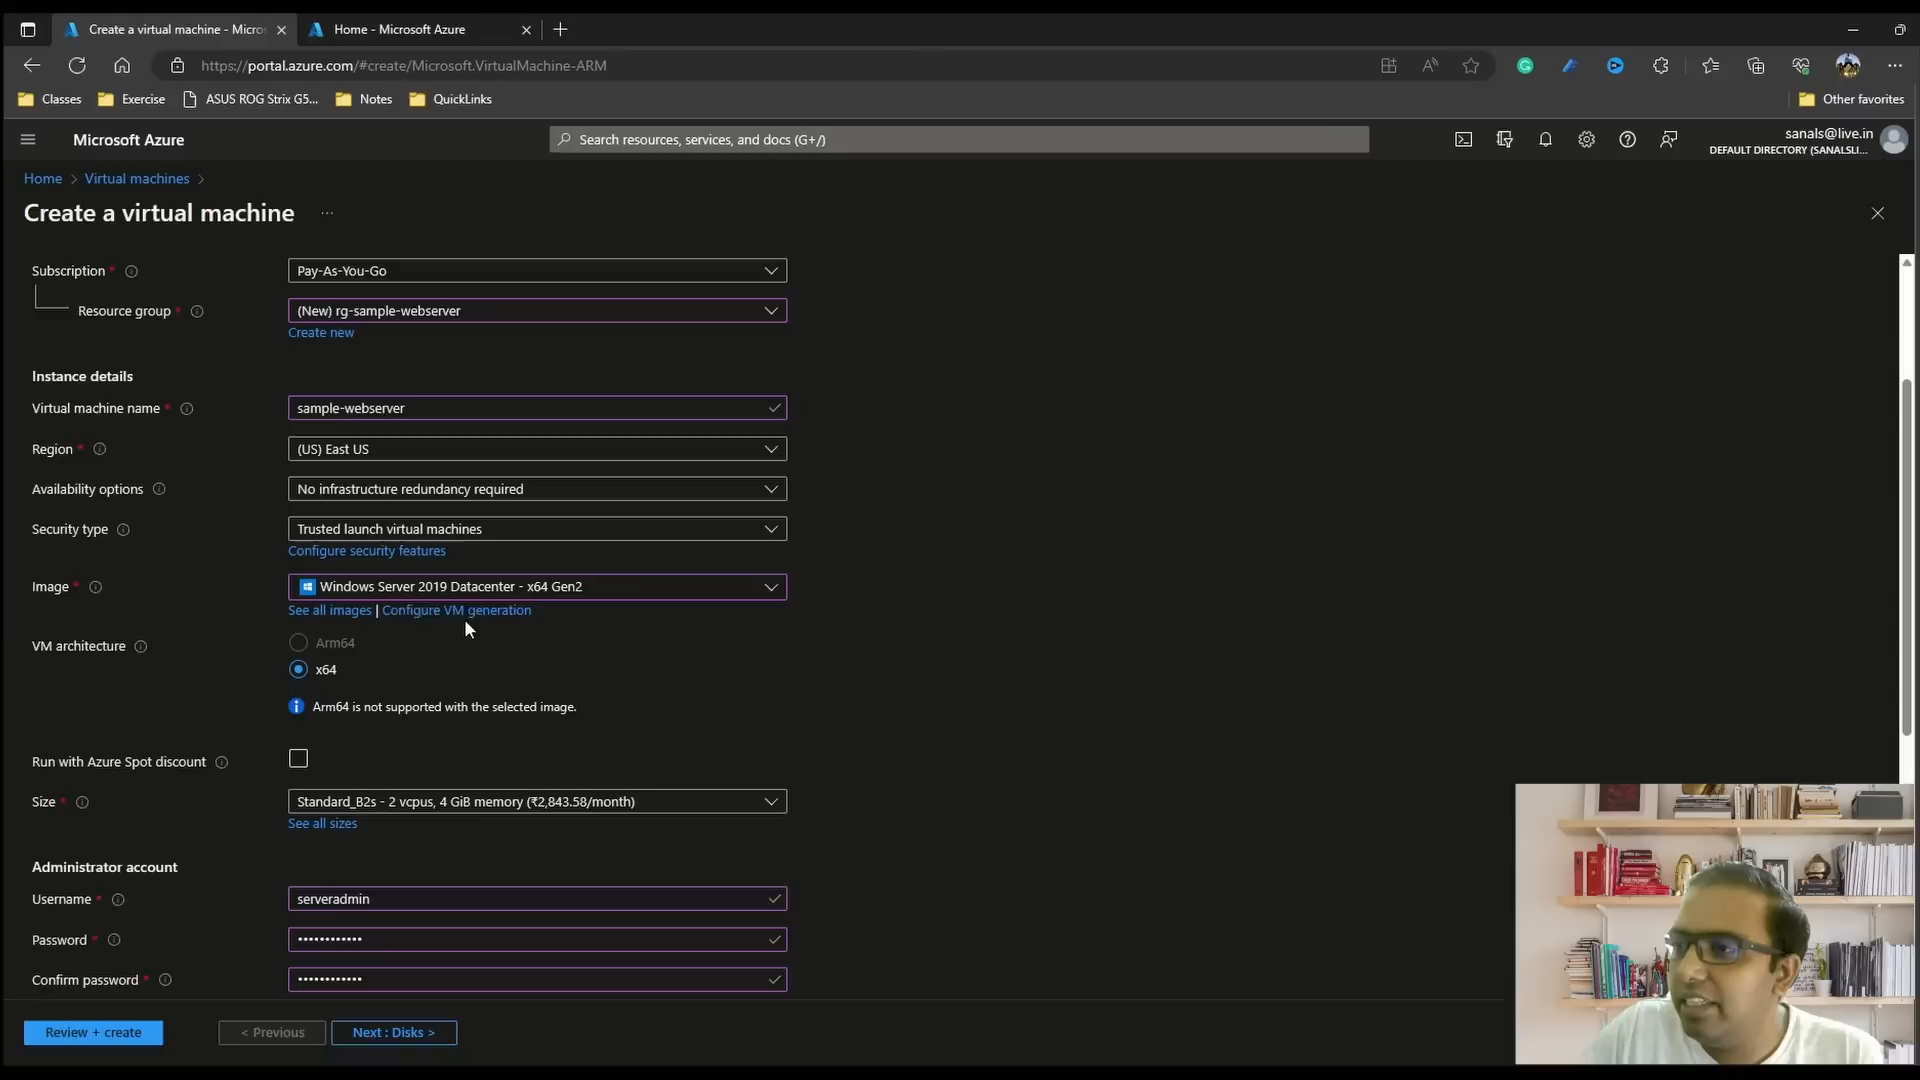 Create a virtual machine - Micro
Home - Microsoft Azure
https://portal.azure.com/#create/Microsoft.VirtualMachine-ARM
Classes
Exercise
ASUS ROG Strix G5...
Notes
QuickLinks
Other favorites
Microsoft Azure
Search resources, services, and docs (G+/)
sanals@live.in
DEFAULT DIRECTORY (SANALSLI...
Home > Virtual machines >
Create a virtual machine ...
Subscription *
Pay-As-You-Go
Resource group *
(New) rg-sample-webserver
Create new
Instance details
Virtual machine name *
sample-webserver
Region *
(US) East US
Availability options
No infrastructure redundancy required
Security type
Trusted launch virtual machines
Configure security features
Image *
Windows Server 2019 Datacenter - x64 Gen2
See all images | Configure VM generation
VM architecture
Arm64
x64
Arm64 is not supported with the selected image.
Run with Azure Spot discount
Size *
Standard_B2s - 2 vcpus, 4 GiB memory (₹2,843.58/month)
See all sizes
Administrator account
Username *
serveradmin
Password *
••••••••••••
Confirm password *
••••••••••••
Review + create
< Previous
Next : Disks >